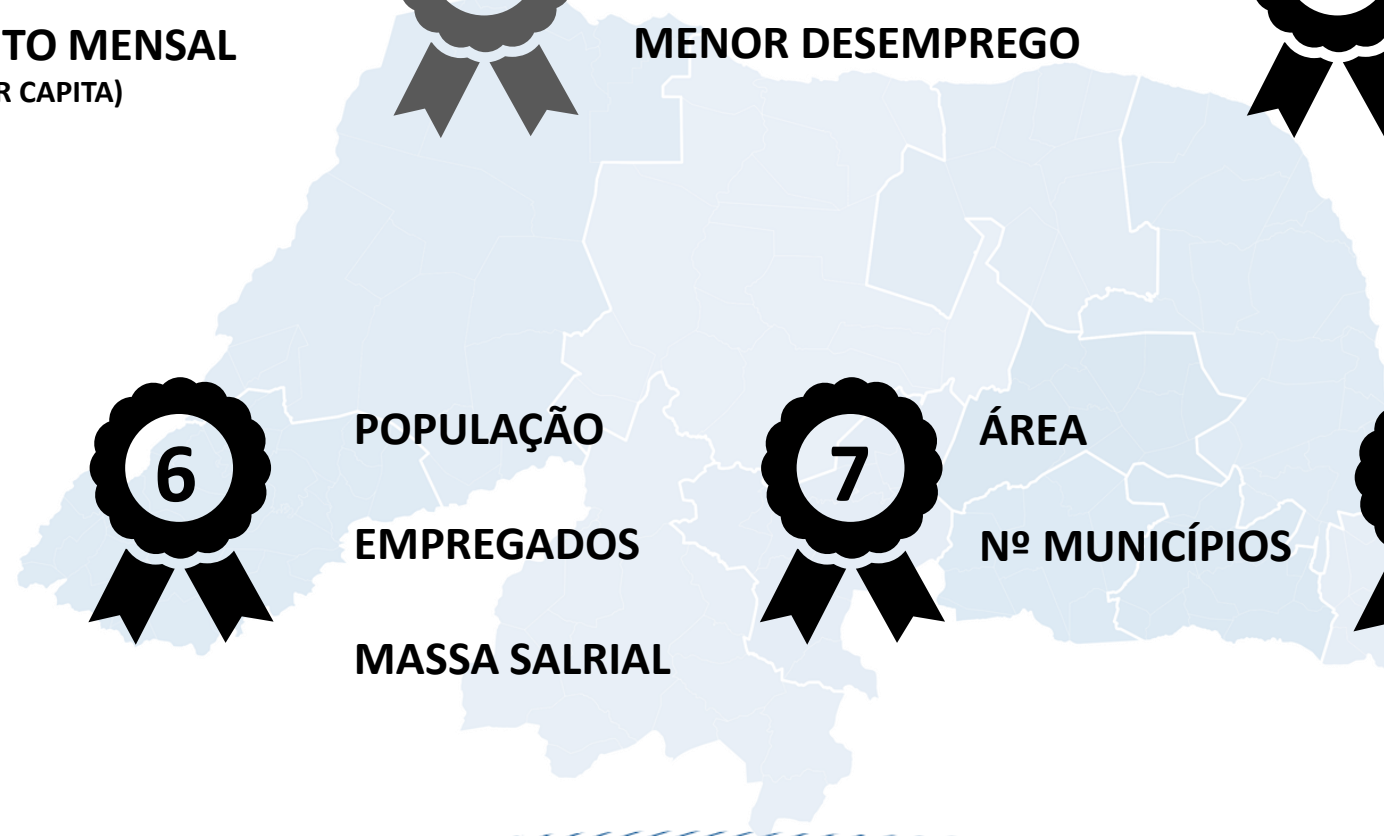 TO MENSAL
R CAPITA)
MENOR DESEMPREGO
6
POPULAÇÃO
EMPREGADOS
MASSA SALRIAL
7
ÁREA
Nº MUNICÍPIOS